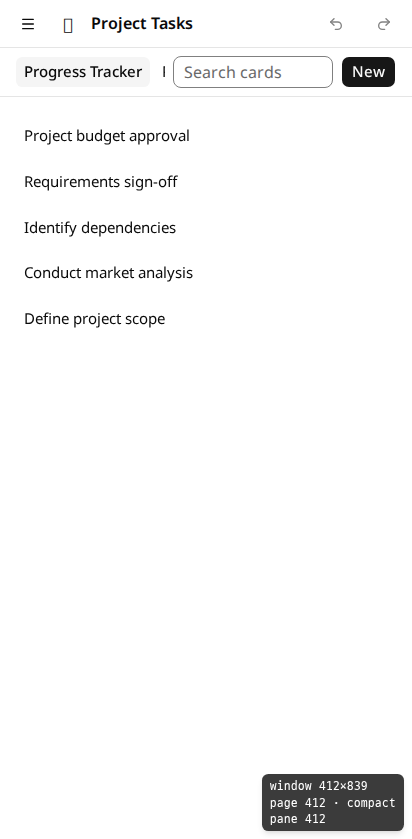 Project Tasks
Progress Tracker
Search cards
New
Project budget approval
Requirements sign-off
Identify dependencies
Conduct market analysis
Define project scope
window 412×839
page 412 · compact
pane 412